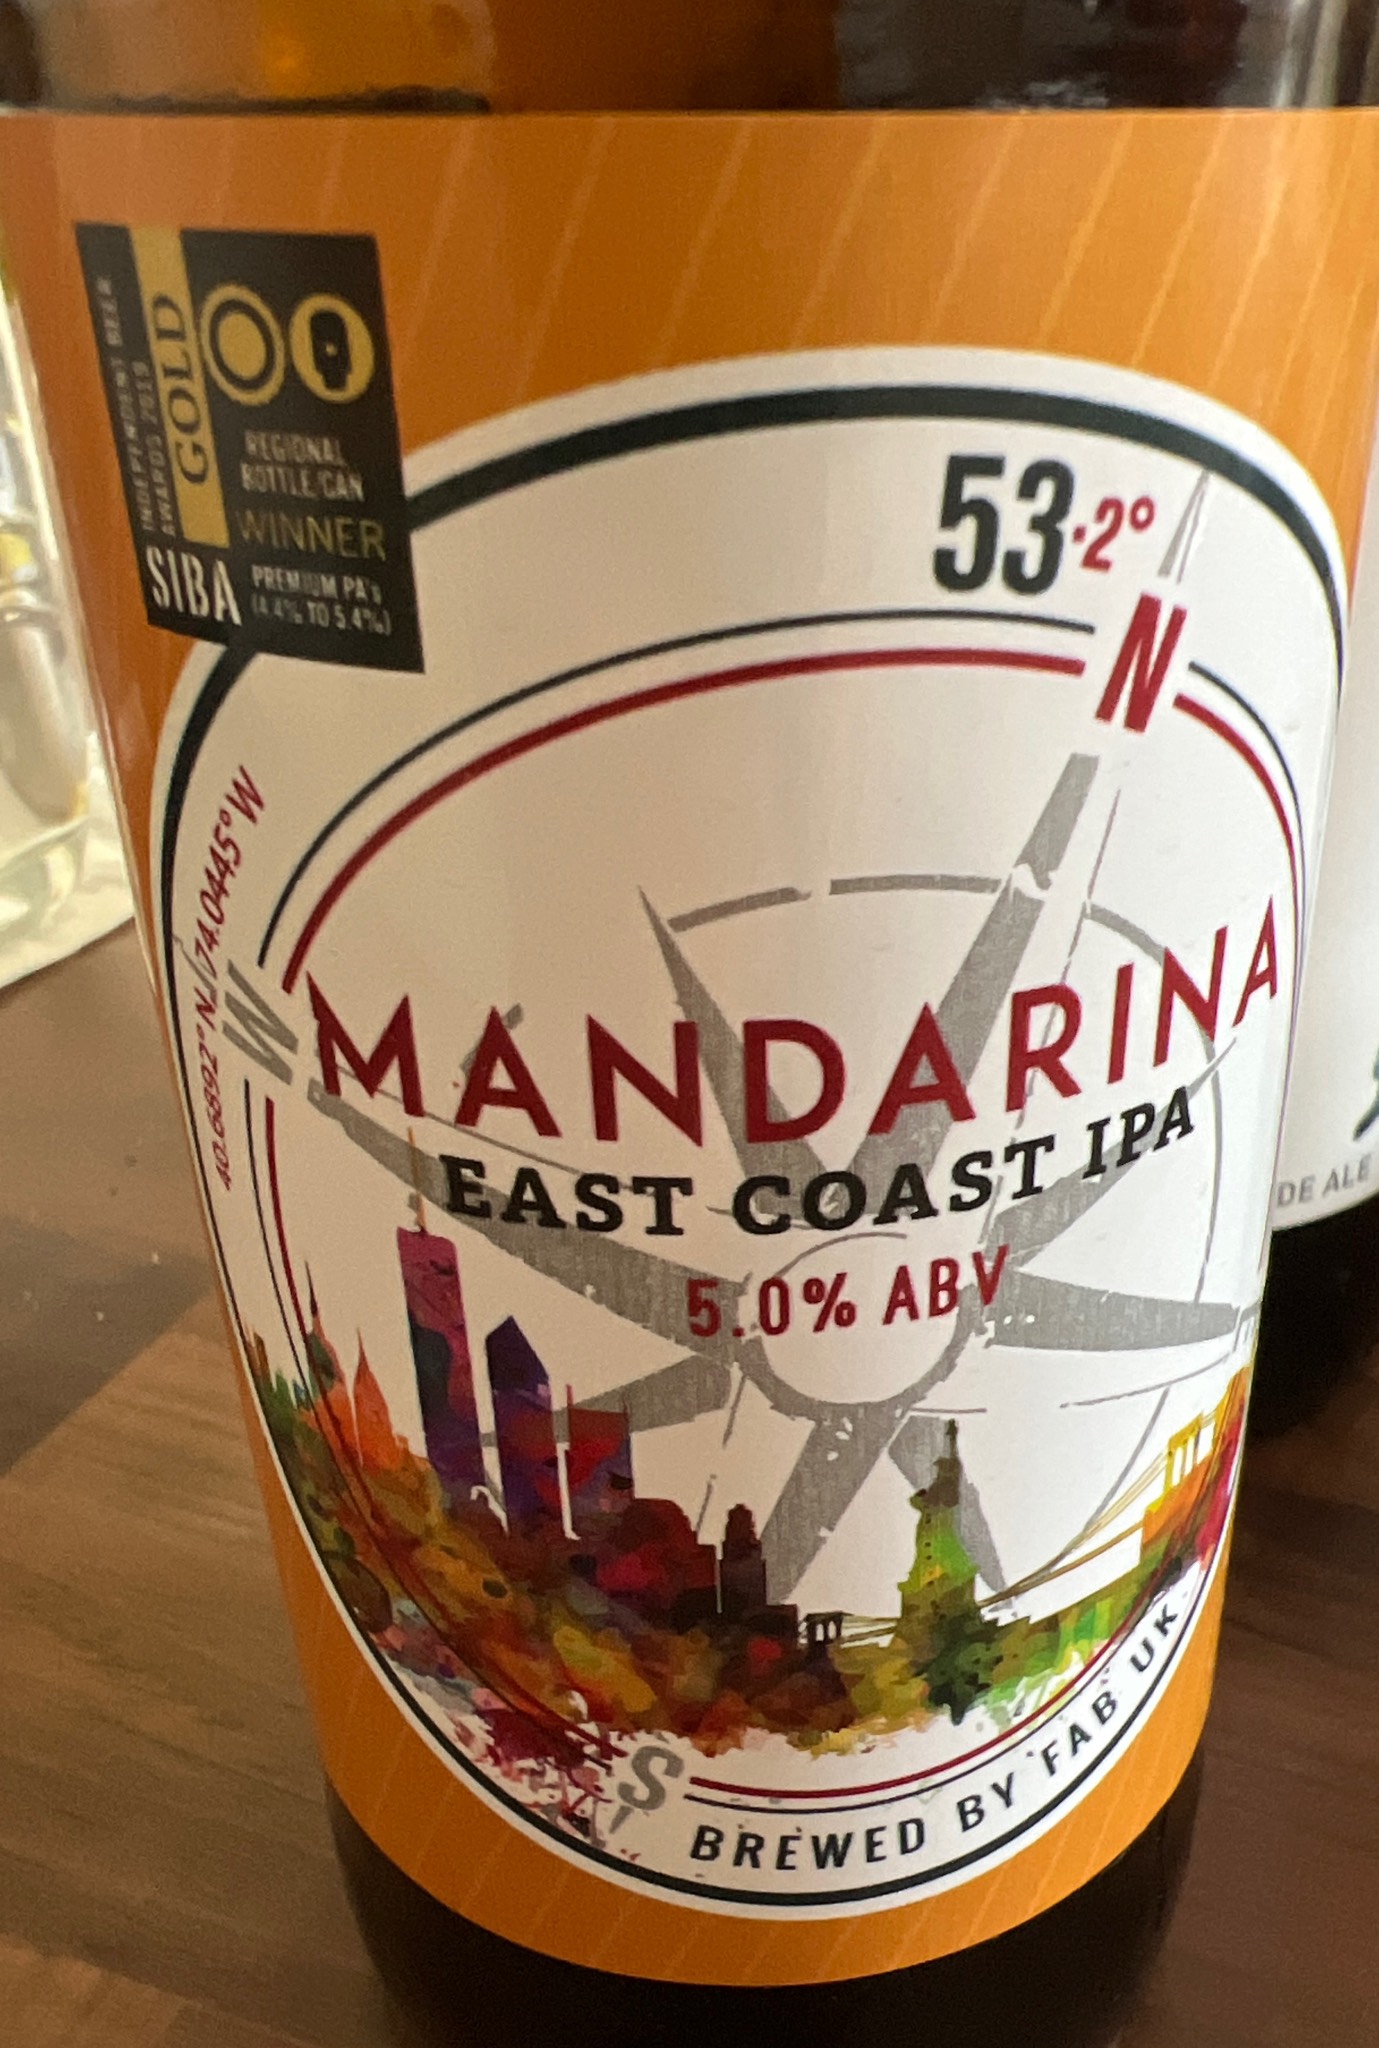 INDEPENDENT BEER
AWARDS 2019
GOLD
REGIONAL
BOTTLE/CAN
WINNER
SIBA
PREMIUM PA's
(4.4% TO 5.4%)
53.2°
N
40.6892°N/74.0445°W
W
MANDARINA
EAST COAST IPA
5.0% ABV
S
BREWED BY FAB UK
DE ALE